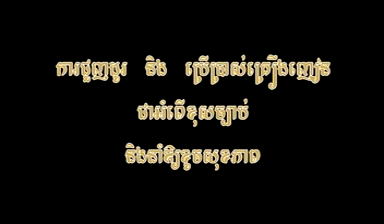 ការជួញដូរ និង ប្រើប្រាស់គ្រឿងញៀន
ជាអំពើខុសច្បាប់
និងនាំឱ្យខូចសុខភាព